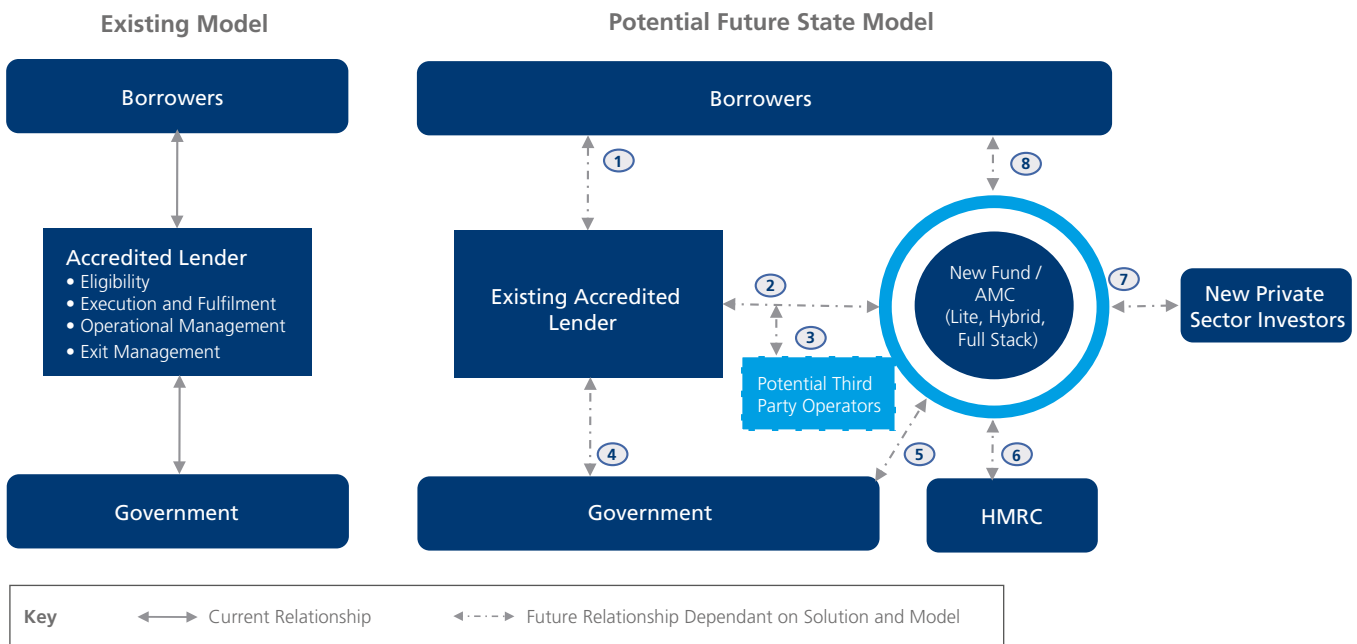 Existing Model
Borrowers
Accredited Lender
• Eligibility
• Execution and Fulfilment
• Operational Management
• Exit Management
Government
Potential Future State Model
Borrowers
1
8
Existing Accredited
Lender
2
3
Potential Third
Party Operators
New Fund /
AMC
(Lite, Hybrid,
Full Stack)
7
New Private
Sector Investors
4
5
6
Government
HMRC
Key
Current Relationship
Future Relationship Dependant on Solution and Model